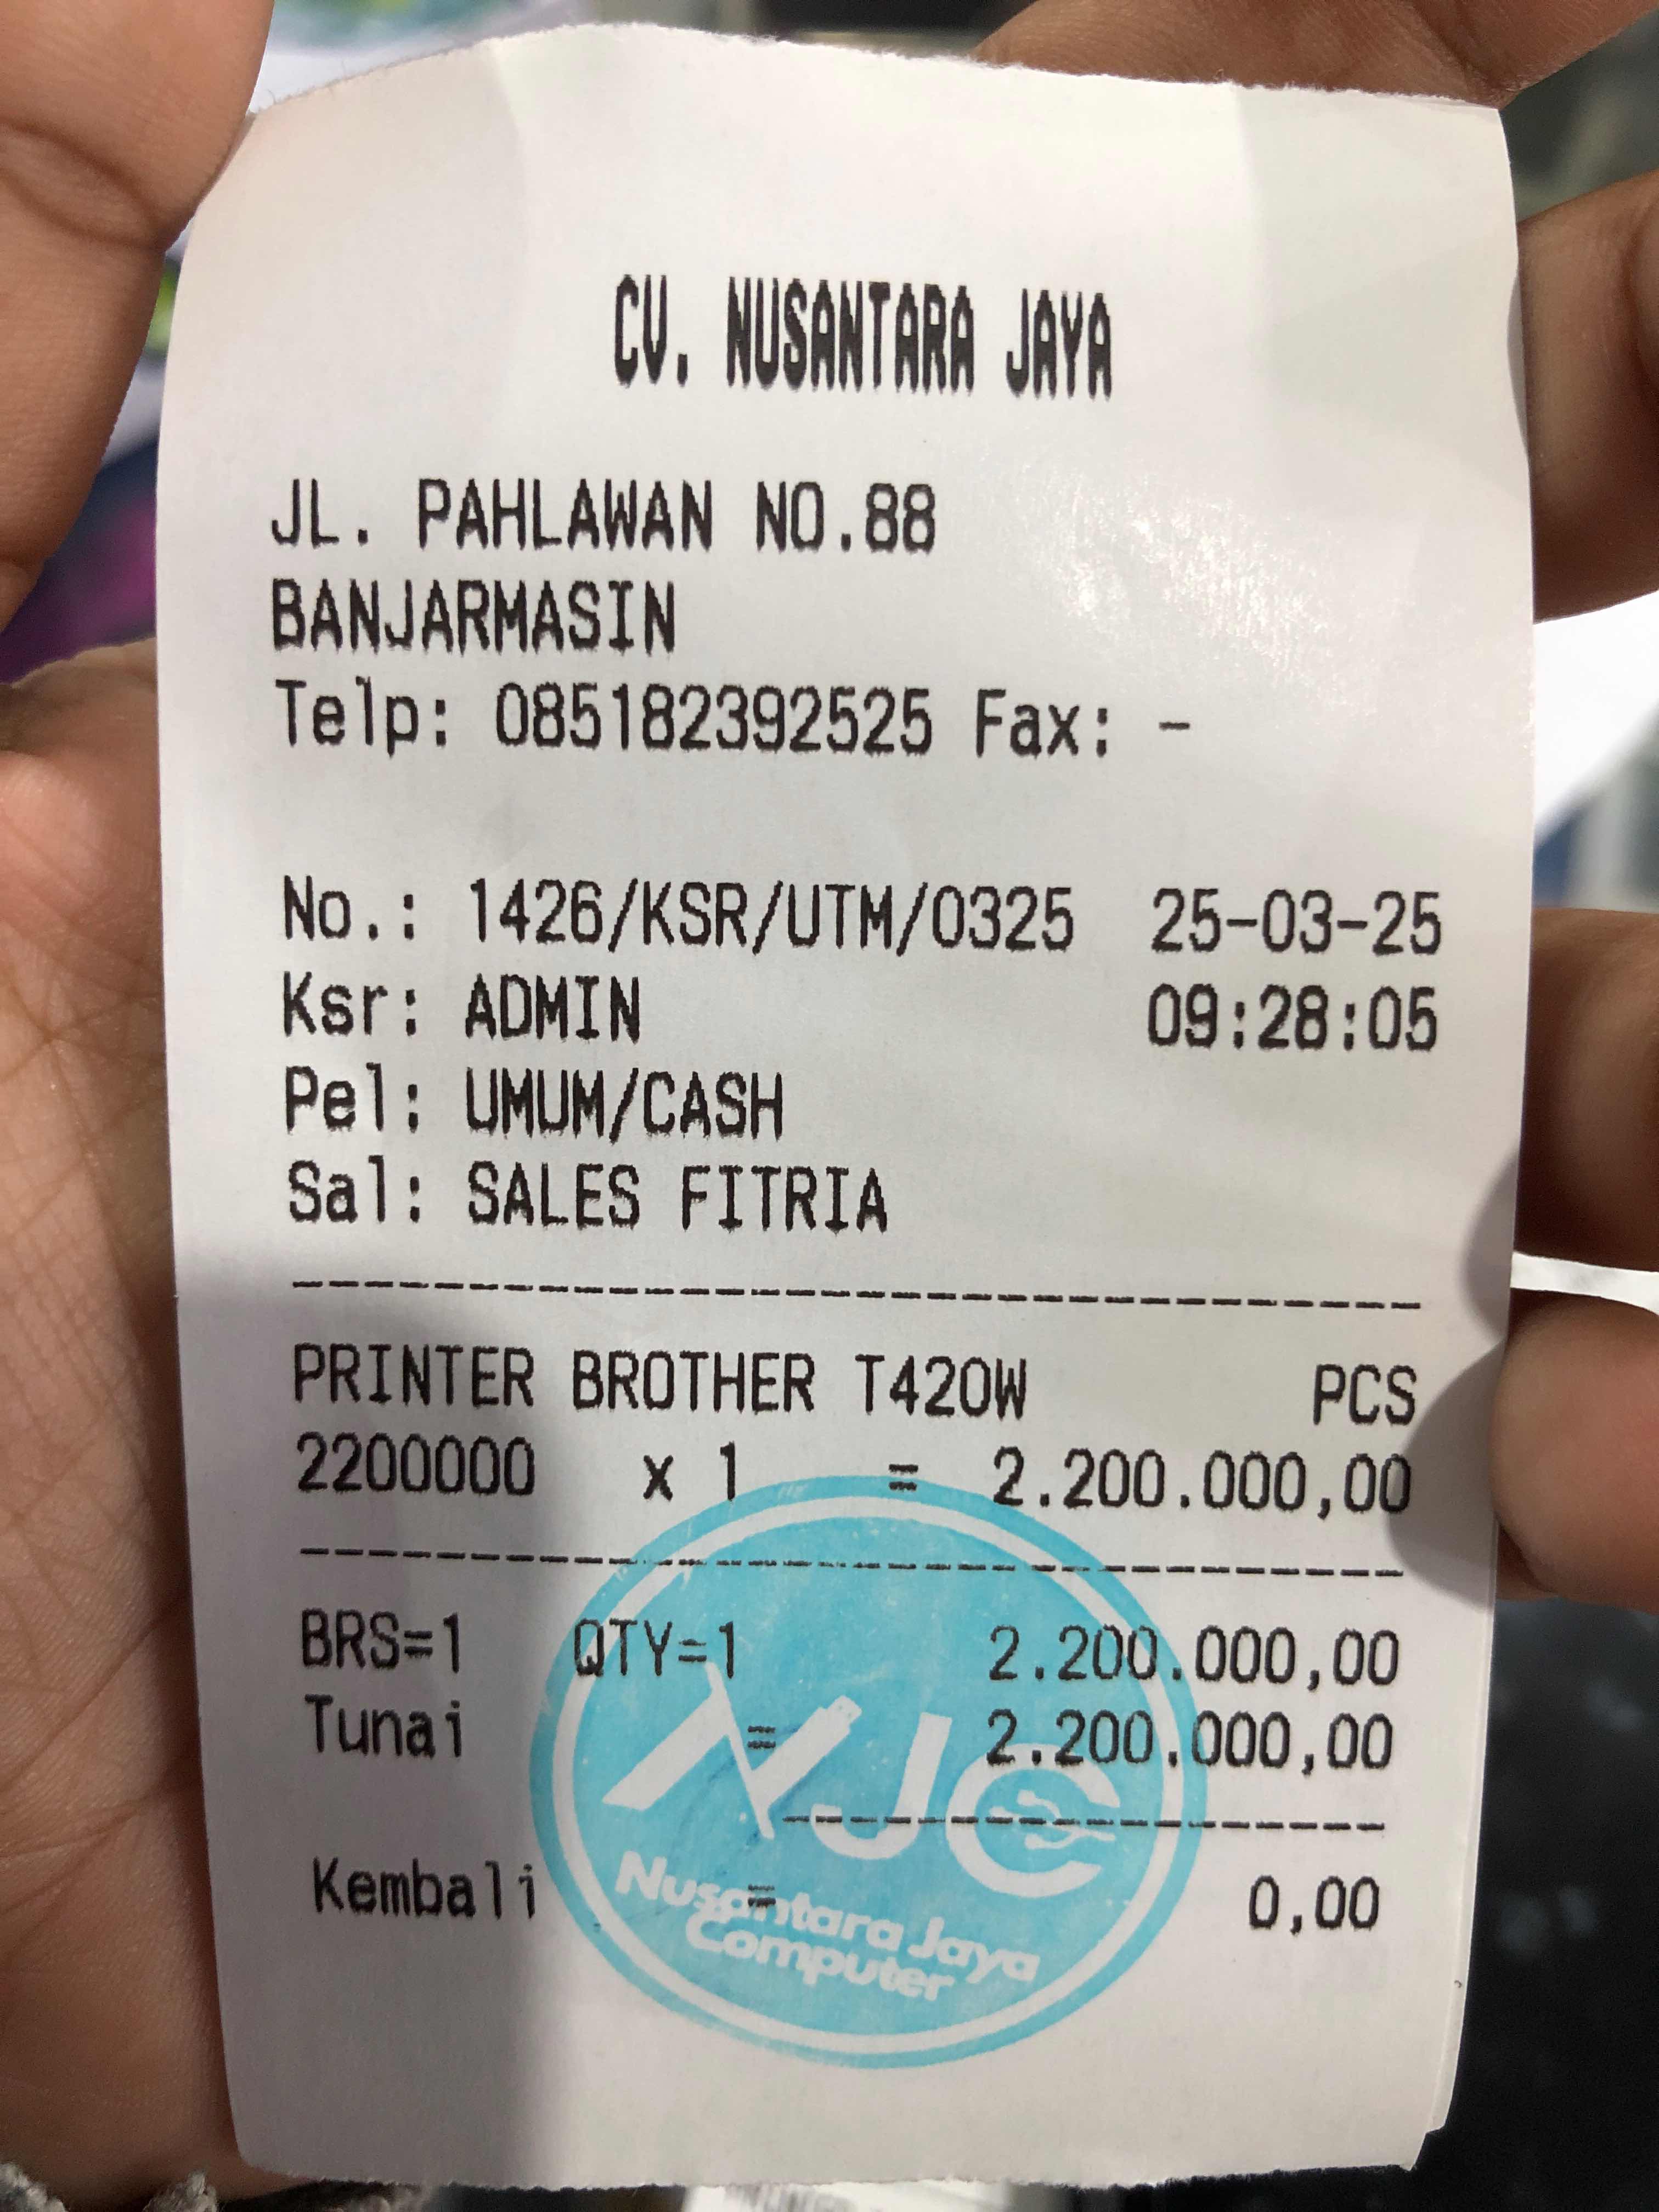 CV. NUSANTARA JAYA
JL. PAHLAWAN NO.88
BANJARMASIN
Telp: 085182392525 Fax: -
No.: 1426/KSR/UTM/0325 25-03-25
Ksr: ADMIN 09:28:05
Pel: UMUM/CASH
Sal: SALES FITRIA
PRINTER BROTHER T420W PCS
2200000 x 1 = 2.200.000,00
BRS=1 QTY=1 2.200.000,00
Tunai = 2.200.000,00
Kembali = 0,00
NJC
Nusantara Jaya
Computer